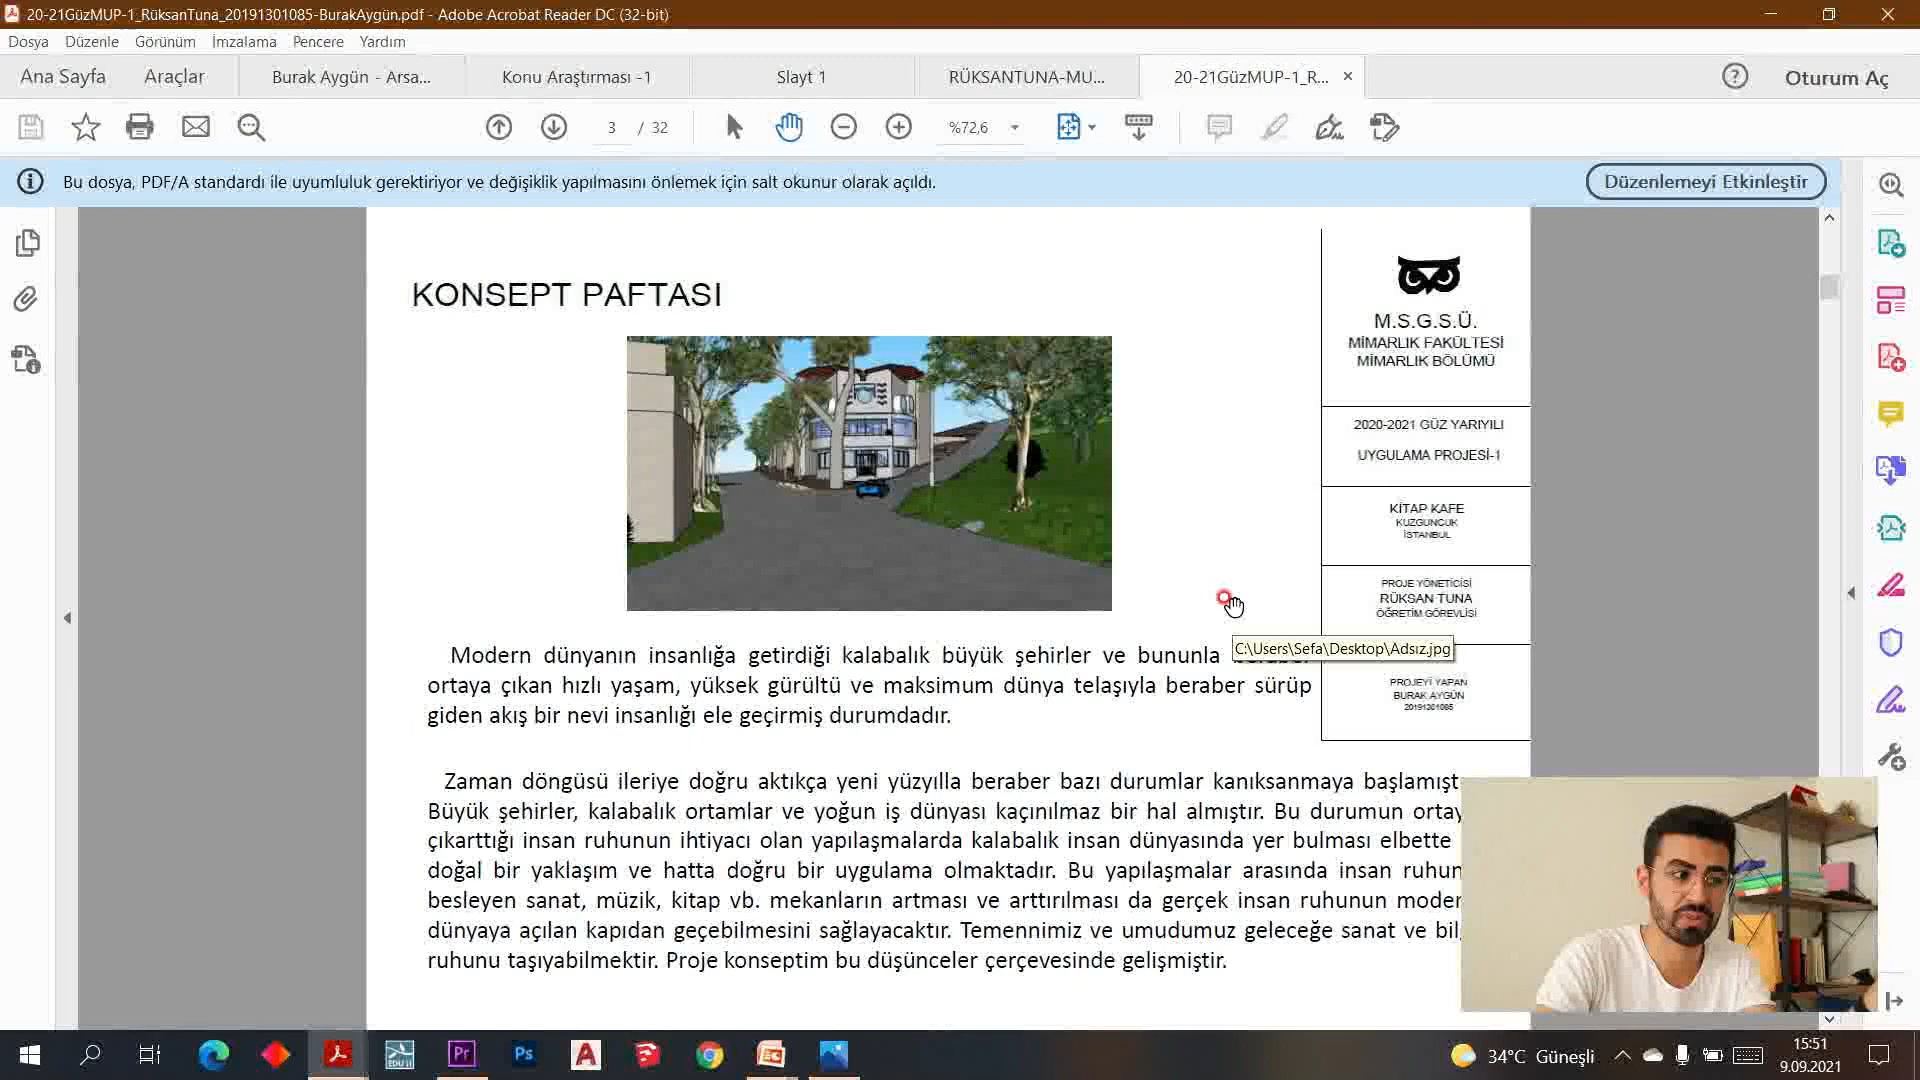 20-21GüzMUP-1_RüksanTuna_20191301085-BurakAygün.pdf - Adobe Acrobat Reader DC (32-bit)
Dosya Düzenle Görünüm İmzalama Pencere Yardım
Ana Sayfa Araçlar Burak Aygün - Arsa... Konu Araştırması -1 Slayt 1 RÜKSANTUNA-MU... 20-21GüzMUP-1_R... Oturum Aç
3 / 32 %72,6
Bu dosya, PDF/A standardı ile uyumluluk gerektiriyor ve değişiklik yapılmasını önlemek için salt okunur olarak açıldı. Düzenlemeyi Etkinleştir
KONSEPT PAFTASI
M.S.G.S.Ü.
MİMARLIK FAKÜLTESİ
MİMARLIK BÖLÜMÜ
2020-2021 GÜZ YARIYILI
UYGULAMA PROJESİ-1
KİTAP KAFE
KUZGUNCUK
İSTANBUL
PROJE YÖNETİCİSİ
RÜKSAN TUNA
ÖĞRETİM GÖREVLİSİ
C:\Users\Sefa\Desktop\Adsız.jpg
PROJEYİ YAPAN
BURAK AYGÜN
20191301085
Modern dünyanın insanlığa getirdiği kalabalık büyük şehirler ve bununla
ortaya çıkan hızlı yaşam, yüksek gürültü ve maksimum dünya telaşıyla beraber sürüp
giden akış bir nevi insanlığı ele geçirmiş durumdadır.
Zaman döngüsü ileriye doğru aktıkça yeni yüzyılla beraber bazı durumlar kanıksanmaya başlamışt
Büyük şehirler, kalabalık ortamlar ve yoğun iş dünyası kaçınılmaz bir hal almıştır. Bu durumun ortay
çıkarttığı insan ruhunun ihtiyacı olan yapılaşmalarda kalabalık insan dünyasında yer bulması elbette
doğal bir yaklaşım ve hatta doğru bir uygulama olmaktadır. Bu yapılaşmalar arasında insan ruhun
besleyen sanat, müzik, kitap vb. mekanların artması ve arttırılması da gerçek insan ruhunun moder
dünyaya açılan kapıdan geçebilmesini sağlayacaktır. Temennimiz ve umudumuz geleceğe sanat ve bil
ruhunu taşıyabilmektir. Proje konseptim bu düşünceler çerçevesinde gelişmiştir.
34°C Güneşli
15:51
9.09.2021